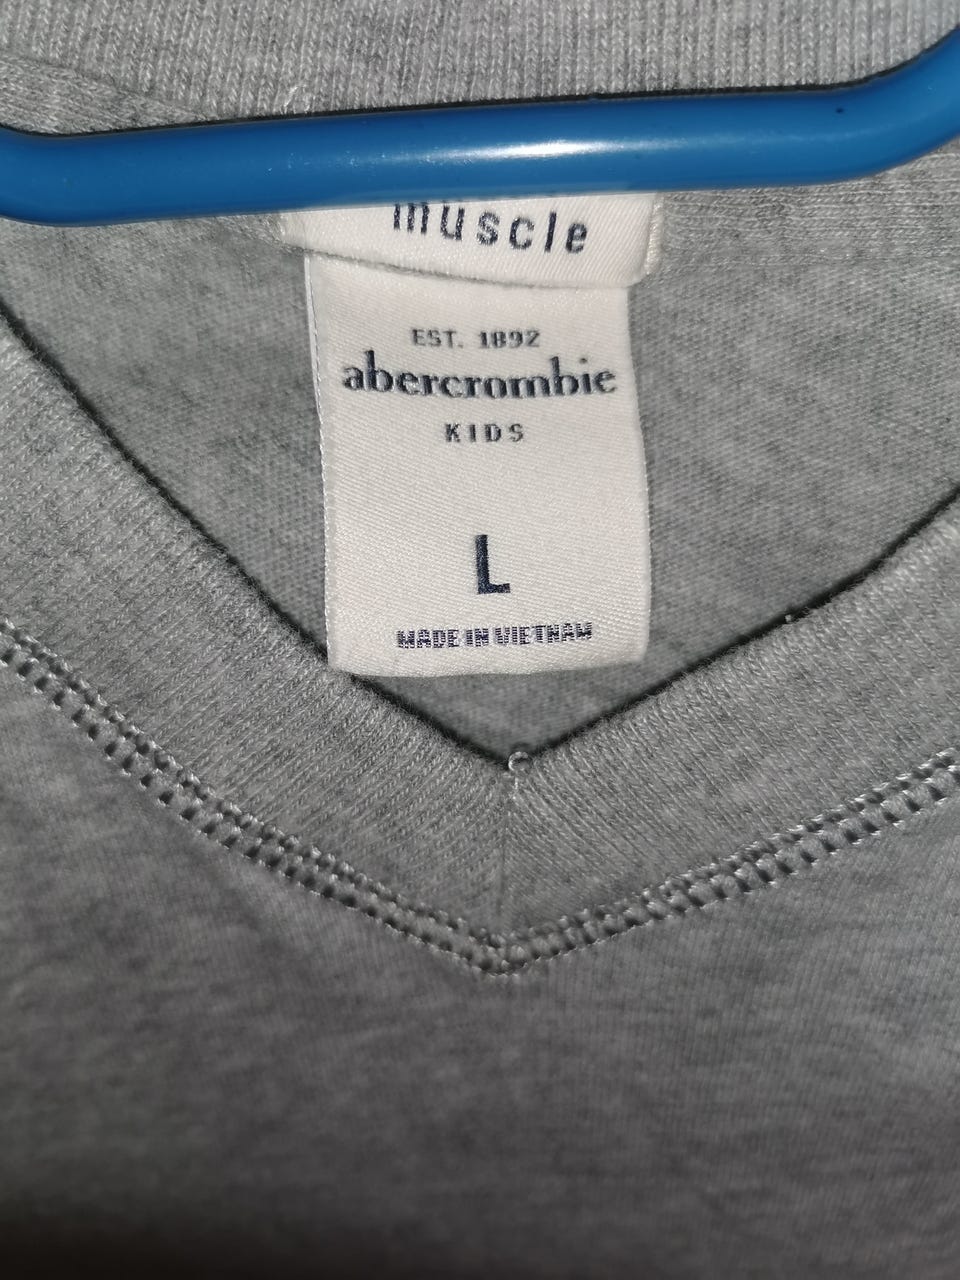 muscle
EST. 1892
abercrombie
KIDS
L
MADE IN VIETNAM